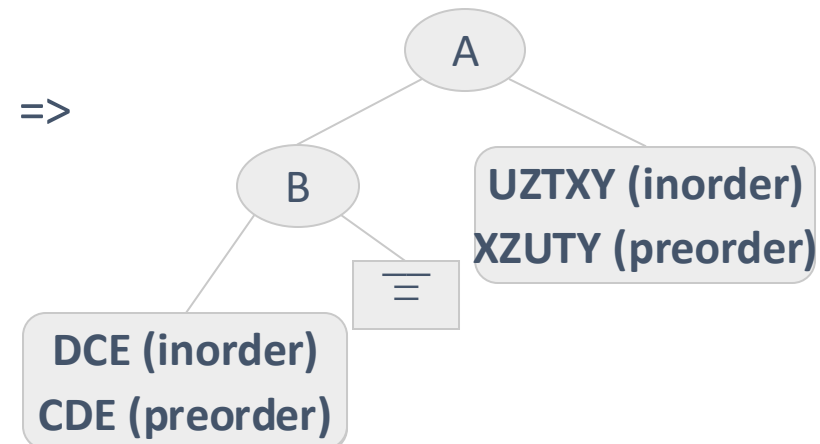 A
=>
B
UZTXY (inorder)
XZUTY (preorder)
DCE (inorder)
CDE (preorder)